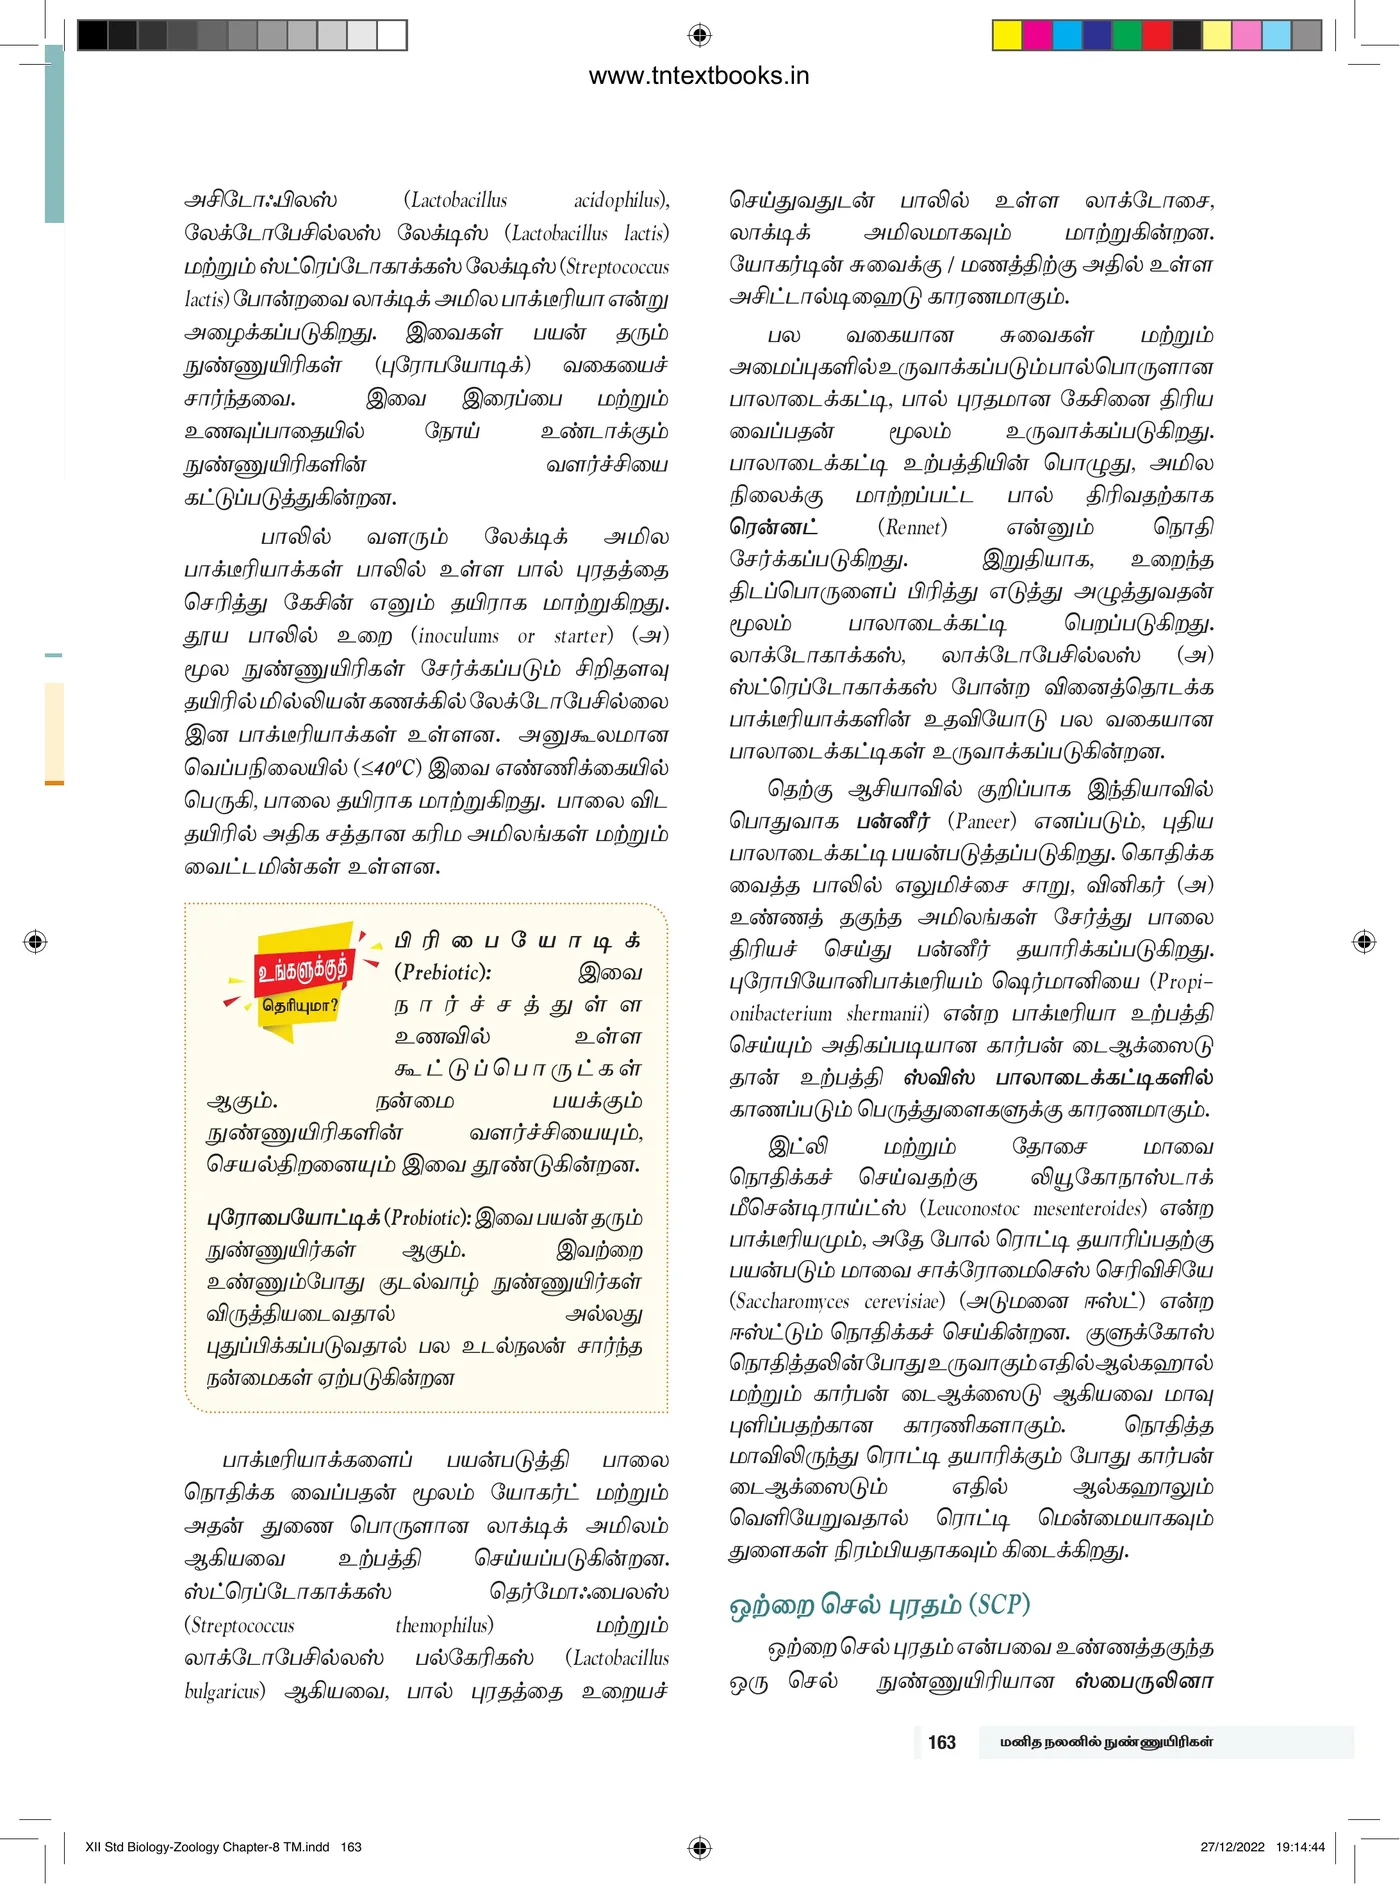 www.tntextbooks.in
அசிடோஃபிலஸ் (Lactobacillus acidophilus),
லேக்டோபேசில்லஸ் லேக்டிஸ் (Lactobacillus lactis)
மற்றும் ஸ்ட்ரெப்டோகாக்கஸ் லேக்டிஸ் (Streptococcus
lactis) போன்றவை லாக்டிக் அமில பாக்டீரியா என்று
அழைக்கப்படுகிறது. இவைகள் பயன் தரும்
நுண்ணுயிரிகள் (புரோபயோடிக்) வகையைச்
சார்ந்தவை. இவை இரைப்பை மற்றும்
உணவுப்பாதையில் நோய் உண்டாக்கும்
நுண்ணுயிரிகளின் வளர்ச்சியை
கட்டுப்படுத்துகின்றன.
பாலில் வளரும் லேக்டிக் அமில
பாக்டீரியாக்கள் பாலில் உள்ள பால் புரதத்தை
செரித்து கேசின் எனும் தயிராக மாற்றுகிறது.
தூய பாலில் உறை (inoculums or starter) (அ)
மூல நுண்ணுயிரிகள் சேர்க்கப்படும் சிறிதளவு
தயிரில் மில்லியன் கணக்கில் லேக்டோபேசில்லை
இன பாக்டீரியாக்கள் உள்ளன. அனுகூலமான
வெப்பநிலையில் (≤40⁰C) இவை எண்ணிக்கையில்
பெருகி, பாலை தயிராக மாற்றுகிறது. பாலை விட
தயிரில் அதிக சத்தான கரிம அமிலங்கள் மற்றும்
வைட்டமின்கள் உள்ளன.
உங்களுக்குத்
தெரியுமா?
பிரிபையோடிக்
(Prebiotic): இவை
நார்ச்சத்துள்ள
உணவில் உள்ள
கூட்டுப்பொருட்கள்
ஆகும். நன்மை பயக்கும்
நுண்ணுயிரிகளின் வளர்ச்சியையும்,
செயல்திறனையும் இவை தூண்டுகின்றன.
புரோபையோட்டிக் (Probiotic): இவை பயன் தரும்
நுண்ணுயிர்கள் ஆகும். இவற்றை
உண்ணும்போது குடல்வாழ் நுண்ணுயிர்கள்
விருத்தியடைவதால் அல்லது
புதுப்பிக்கப்படுவதால் பல உடல்நலன் சார்ந்த
நன்மைகள் ஏற்படுகின்றன
பாக்டீரியாக்களைப் பயன்படுத்தி பாலை
நொதிக்க வைப்பதன் மூலம் யோகர்ட் மற்றும்
அதன் துணை பொருளான லாக்டிக் அமிலம்
ஆகியவை உற்பத்தி செய்யப்படுகின்றன.
ஸ்ட்ரெப்டோகாக்கஸ் தெர்மோஃபைலஸ்
(Streptococcus themophilus) மற்றும்
லாக்டோபேசில்லஸ் பல்கேரிகஸ் (Lactobacillus
bulgaricus) ஆகியவை, பால் புரதத்தை உறையச்
செய்துவதுடன் பாலில் உள்ள லாக்டோசை,
லாக்டிக் அமிலமாகவும் மாற்றுகின்றன.
யோகர்டின் சுவைக்கு / மணத்திற்கு அதில் உள்ள
அசிட்டால்டிஹைடு காரணமாகும்.
பல வகையான சுவைகள் மற்றும்
அமைப்புகளில் உருவாக்கப்படும் பால்பொருளான
பாலாடைக்கட்டி, பால் புரதமான கேசினை திரிய
வைப்பதன் மூலம் உருவாக்கப்படுகிறது.
பாலாடைக்கட்டி உற்பத்தியின் பொழுது, அமில
நிலைக்கு மாற்றப்பட்ட பால் திரிவதற்காக
ரென்னட் (Rennet) என்னும் நொதி
சேர்க்கப்படுகிறது. இறுதியாக, உறைந்த
திடப்பொருளைப் பிரித்து எடுத்து அழுத்துவதன்
மூலம் பாலாடைக்கட்டி பெறப்படுகிறது.
லாக்டோகாக்கஸ், லாக்டோபேசில்லஸ் (அ)
ஸ்ட்ரெப்டோகாக்கஸ் போன்ற வினைத்தொடக்க
பாக்டீரியாக்களின் உதவியோடு பல வகையான
பாலாடைக்கட்டிகள் உருவாக்கப்படுகின்றன.
தெற்கு ஆசியாவில் குறிப்பாக இந்தியாவில்
பொதுவாக பன்னீர் (Paneer) எனப்படும், புதிய
பாலாடைக்கட்டி பயன்படுத்தப்படுகிறது. கொதிக்க
வைத்த பாலில் எலுமிச்சை சாறு, வினிகர் (அ)
உண்ணத் தகுந்த அமிலங்கள் சேர்த்து பாலை
திரியச் செய்து பன்னீர் தயாரிக்கப்படுகிறது.
புரோபியோனிபாக்டீரியம் ஷெர்மானியை (Propi-
onibacterium shermanii) என்ற பாக்டீரியா உற்பத்தி
செய்யும் அதிகப்படியான கார்பன் டைஆக்ஸைடு
தான் உற்பத்தி ஸ்விஸ் பாலாடைக்கட்டிகளில்
காணப்படும் பெருத்துளைகளுக்கு காரணமாகும்.
இட்லி மற்றும் தோசை மாவை
நொதிக்கச் செய்வதற்கு லியூகோநாஸ்டாக்
மீசென்டிராய்ட்ஸ் (Leuconostoc mesenteroides) என்ற
பாக்டீரியமும், அதே போல் ரொட்டி தயாரிப்பதற்கு
பயன்படும் மாவை சாக்ரோமைசெஸ் செரிவிசியே
(Saccharomyces cerevisiae) (அடுமனை ஈஸ்ட்) என்ற
ஈஸ்ட்டும் நொதிக்கச் செய்கின்றன. குளுக்கோஸ்
நொதித்தலின்போது உருவாகும் எதில் ஆல்கஹால்
மற்றும் கார்பன் டைஆக்ஸைடு ஆகியவை மாவு
புளிப்பதற்கான காரணிகளாகும். நொதித்த
மாவிலிருந்து ரொட்டி தயாரிக்கும் போது கார்பன்
டைஆக்ஸைடும் எதில் ஆல்கஹாலும்
வெளியேறுவதால் ரொட்டி மென்மையாகவும்
துளைகள் நிரம்பியதாகவும் கிடைக்கிறது.
ஒற்றை செல் புரதம் (SCP)
ஒற்றை செல் புரதம் என்பவை உண்ணத்தகுந்த
ஒரு செல் நுண்ணுயிரியான ஸ்பைருலினா
163 மனித நலனில் நுண்ணுயிரிகள்
XII Std Biology-Zoology Chapter-8 TM.indd 163 27/12/2022 19:14:44